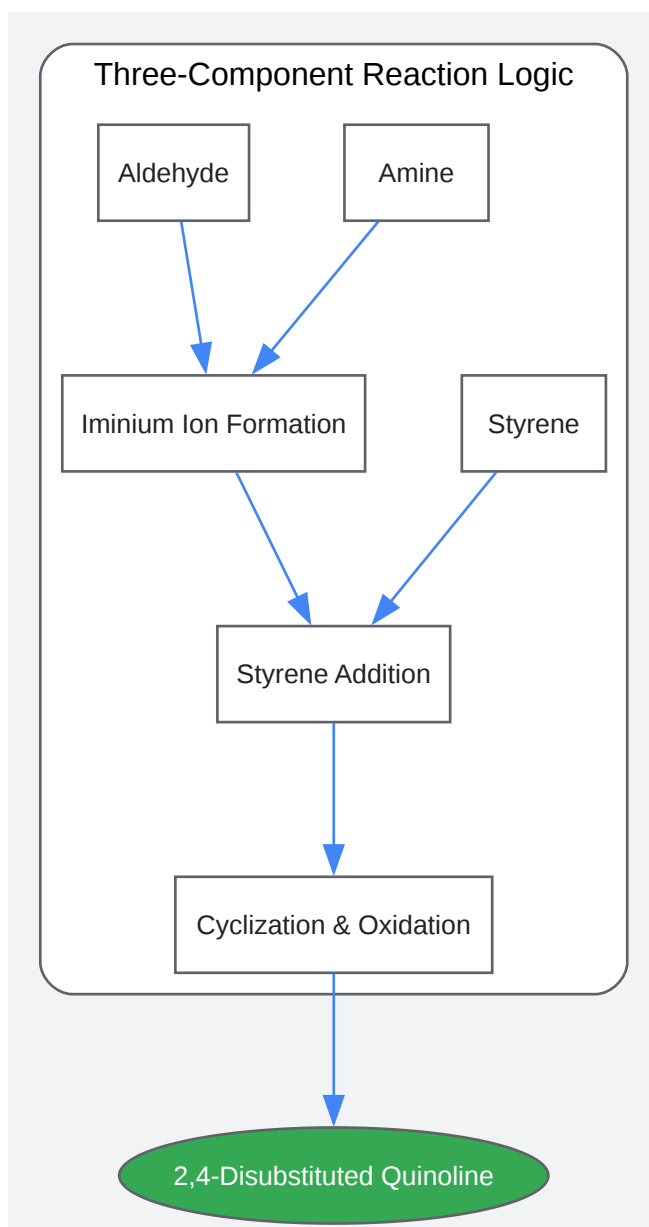 Three-Component Reaction Logic
Aldehyde
Amine
Iminium Ion Formation
Styrene
Styrene Addition
Cyclization & Oxidation
2,4-Disubstituted Quinoline